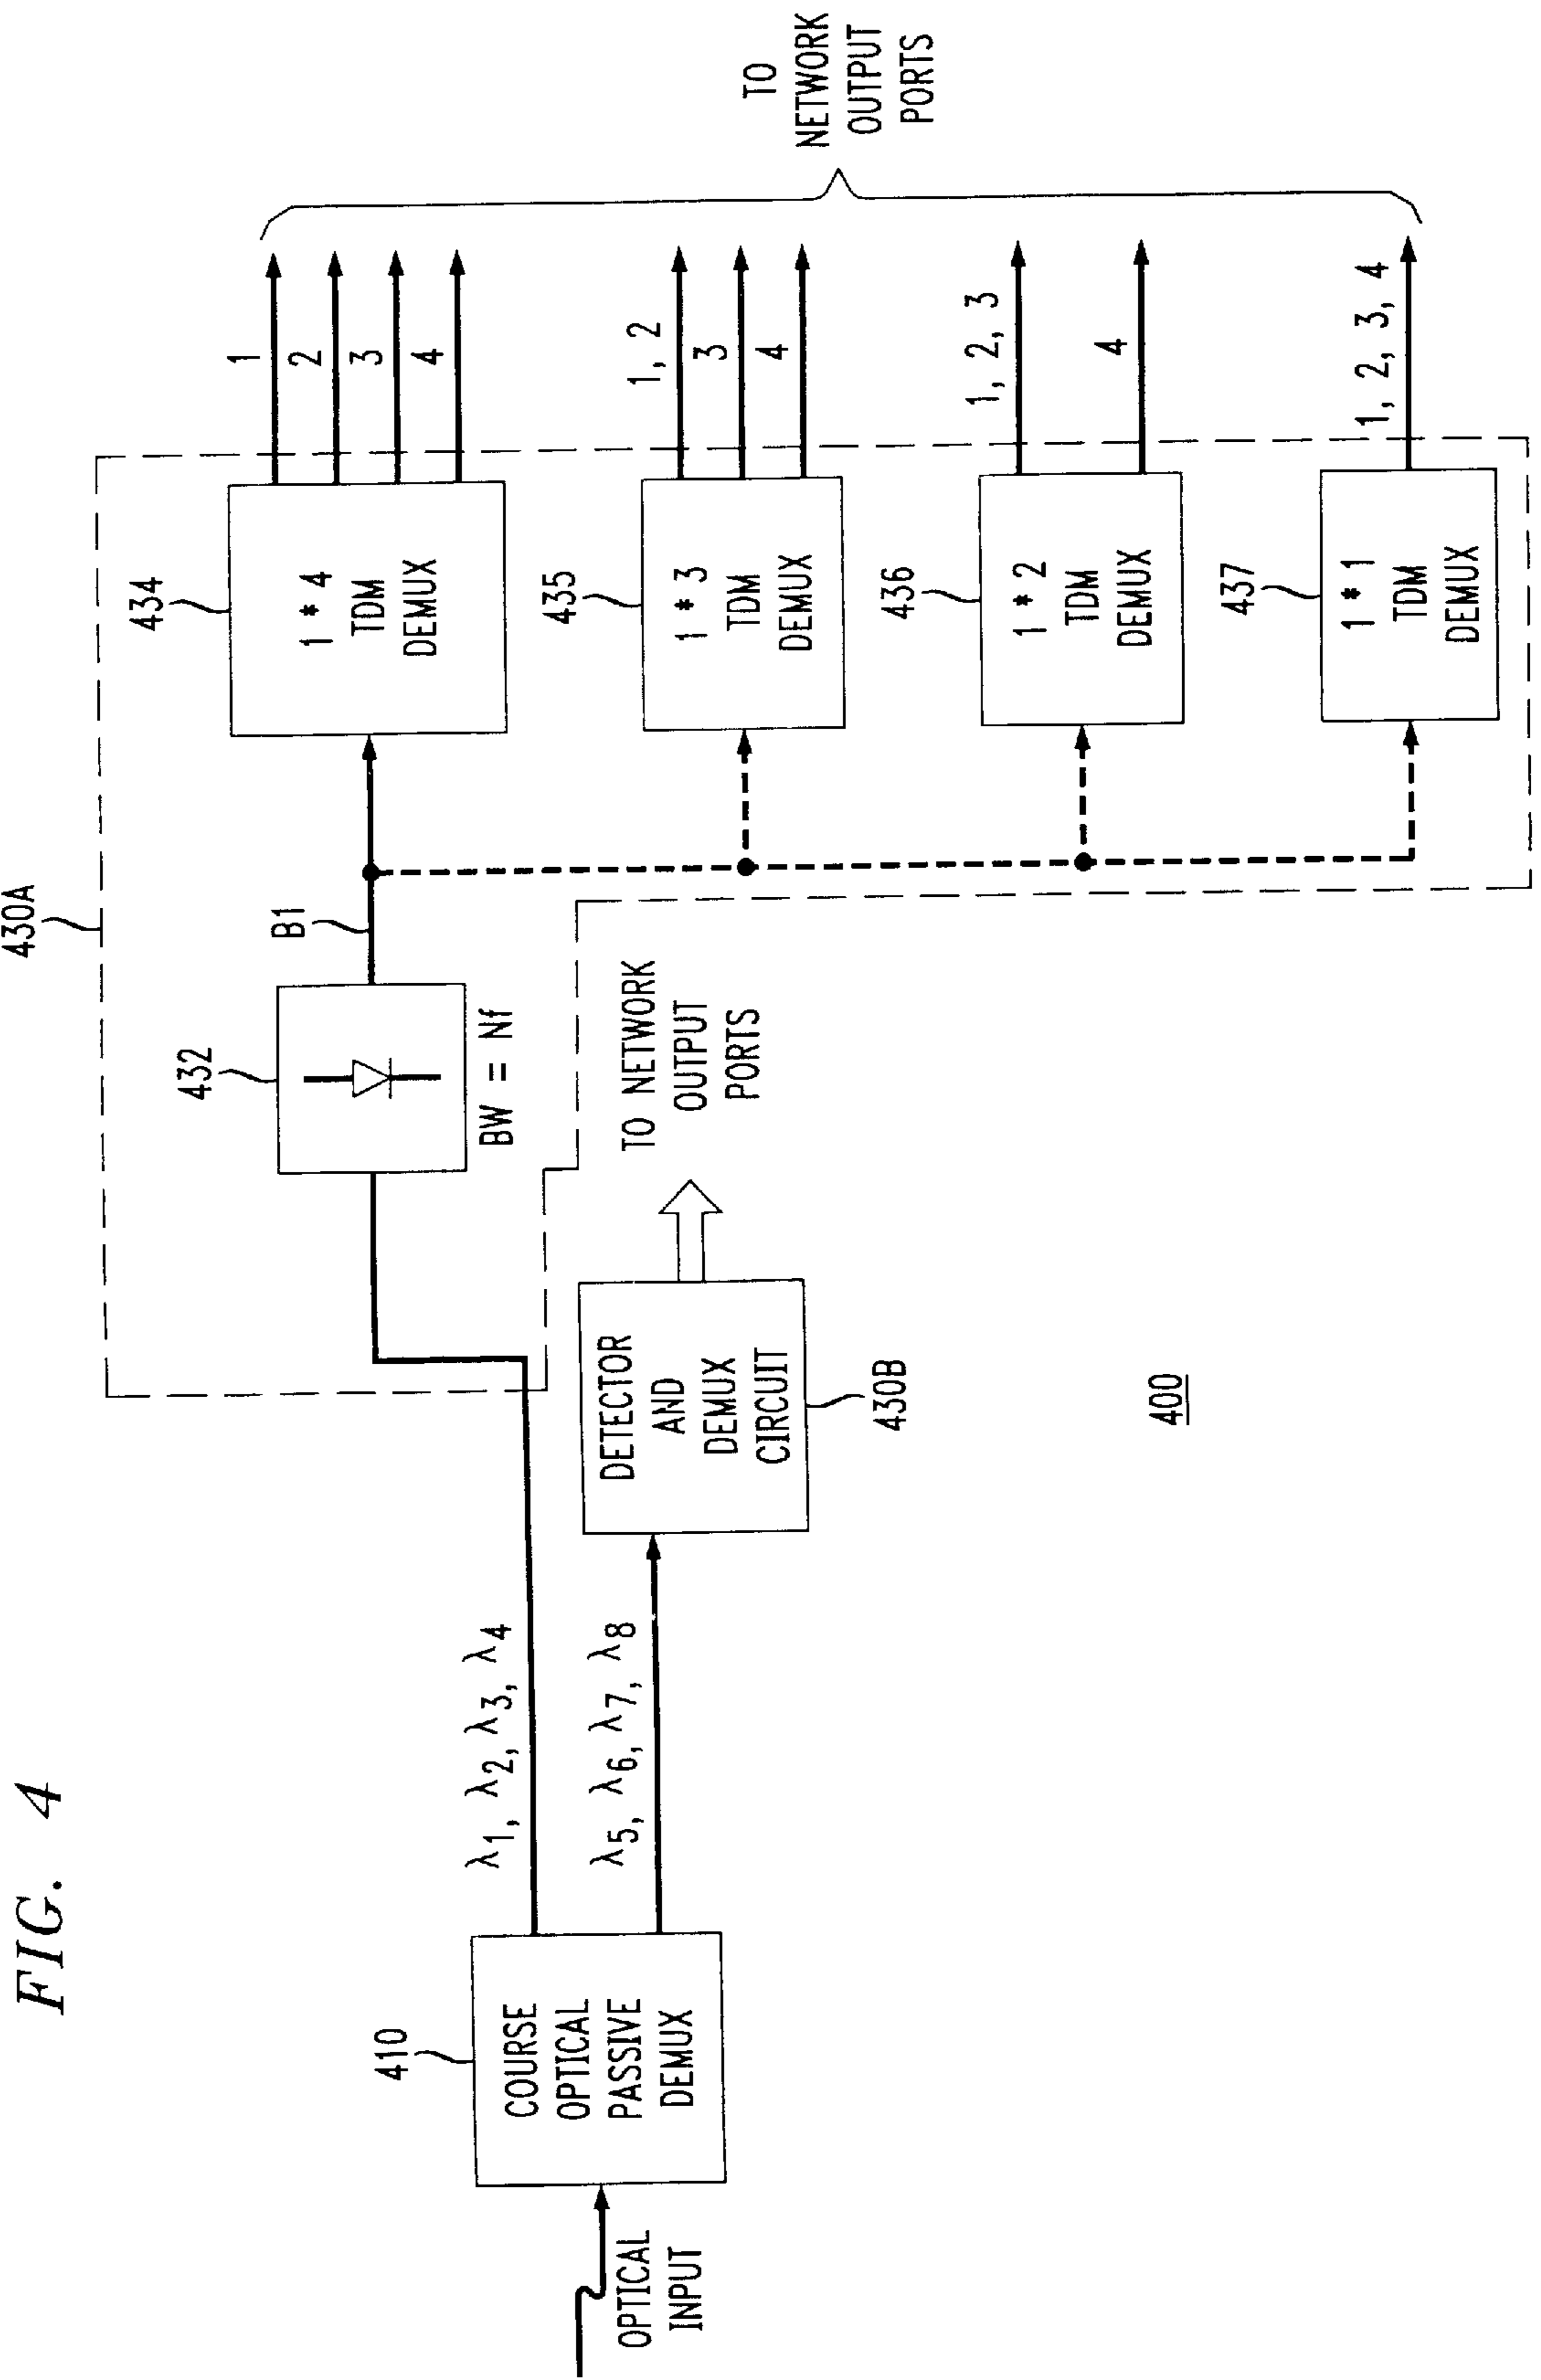 FIG. 4
430A
432
B1
BW = Nf
434
1 * 4
TDM
DEMUX
1
2
3
4
435
1 * 3
TDM
DEMUX
1, 2
3
4
436
1 * 2
TDM
DEMUX
1, 2, 3
4
437
1 * 1
TDM
DEMUX
1, 2, 3, 4
TO
NETWORK
OUTPUT
PORTS
410
COURSE
OPTICAL
PASSIVE
DEMUX
OPTICAL
INPUT
λ1, λ2, λ3, λ4
λ5, λ6, λ7, λ8
DETECTOR
AND
DEMUX
CIRCUIT
430B
TO NETWORK
OUTPUT
PORTS
400